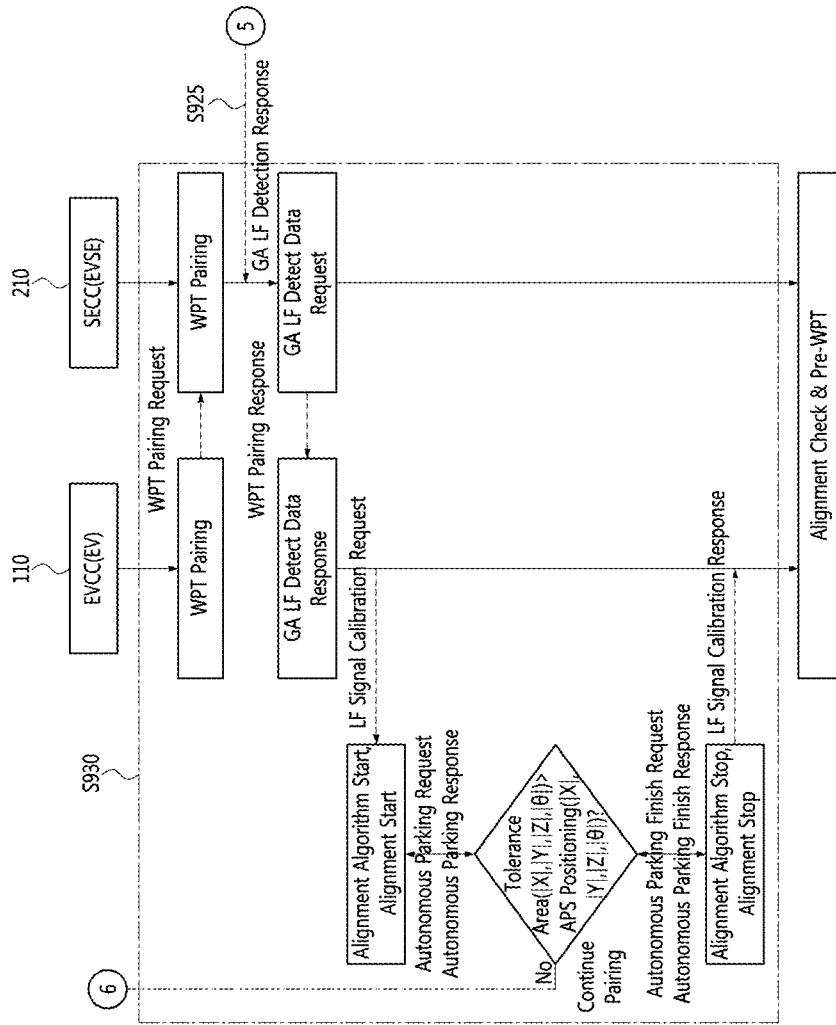 110
210
EVCC(EV)
SECC(EVSE)
S930
S925
5
WPT Pairing Request
WPT Pairing
WPT Pairing
GA LF Detection Response
WPT Pairing Response
GA LF Detect Data
Response
GA LF Detect Data
Request
LF Signal Calibration Request
Alignment Algorithm Start,
Alignment Start
Autonomous Parking Request
Autonomous Parking Response
6
No
Tolerance
Area(|X|,|Y|,|Z|,|θ|)>
APS Positioning(|X|,
|Y|,|Z|,|θ|)?
Continue
Pairing
Autonomous Parking Finish Request
Autonomous Parking Finish Response
Alignment Algorithm Stop,
Alignment Stop
LF Signal Calibration Response
Alignment Check & Pre-WPT